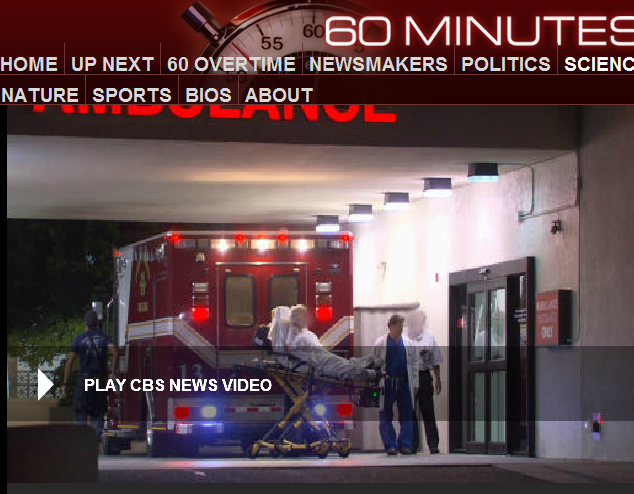 55 60 60 MINUTES
HOME UP NEXT 60 OVERTIME NEWSMAKERS POLITICS SCIENC
NATURE SPORTS BIOS ABOUT
AMBULANCE
13
PLAY CBS NEWS VIDEO